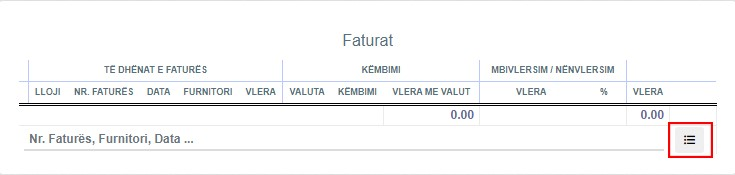 Faturat
TË DHËNAT E FATURËS KËMBIMI MBIVLERSIM / NËNVLERSIM
LLOJI NR. FATURËS DATA FURNITORI VLERA VALUTA KËMBIMI VLERA ME VALUT VLERA % VLERA
0.00 0.00
Nr. Faturës, Furnitori, Data ...